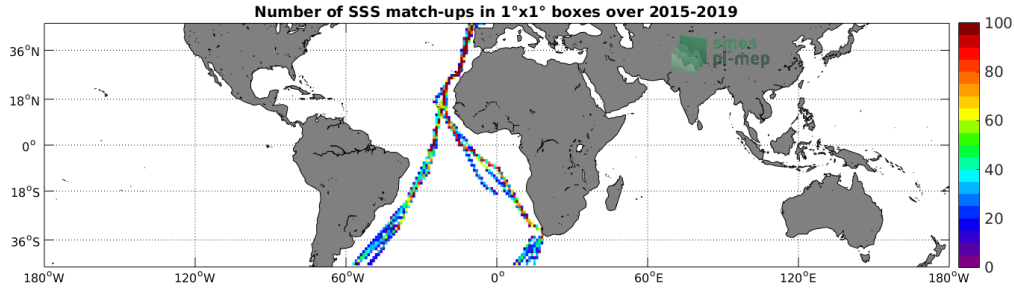 Number of SSS match-ups in 1°x1° boxes over 2015-2019
36°N
18°N
0°
18°S
36°S
180°W
120°W
60°W
0°
60°E
120°E
180°W
smos
pi-mep
100
80
60
40
20
0